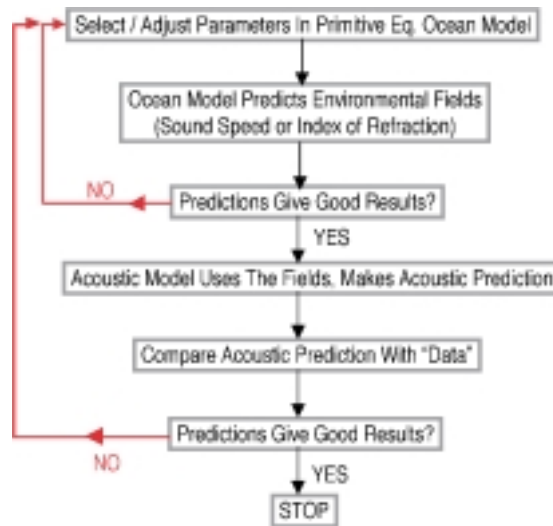 Select / Adjust Parameters In Primitive Eq. Ocean Model
Ocean Model Predicts Environmental Fields
(Sound Speed or Index of Refraction)
NO
Predictions Give Good Results?
YES
Acoustic Model Uses The Fields, Makes Acoustic Prediction
Compare Acoustic Prediction With "Data"
Predictions Give Good Results?
NO
YES
STOP